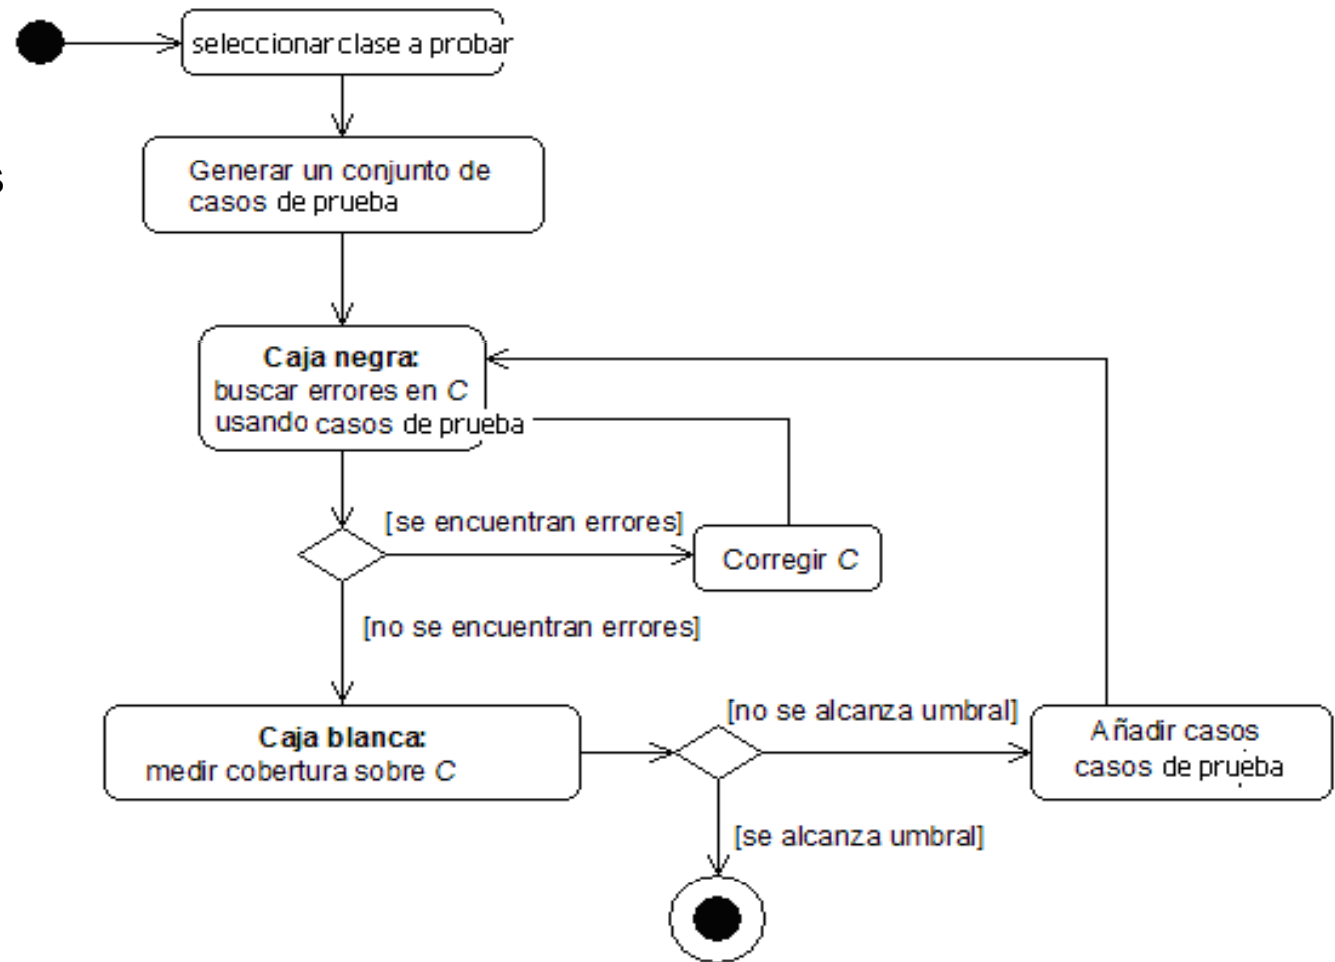 seleccionar clase a probar
s
Generar un conjunto de
casos de prueba
Caja negra:
buscar errores en C
usando casos de prueba
[se encuentran errores]
Corregir C
[no se encuentran errores]
Caja blanca:
medir cobertura sobre C
[no se alcanza umbral]
Añadir casos
casos de prueba
[se alcanza umbral]